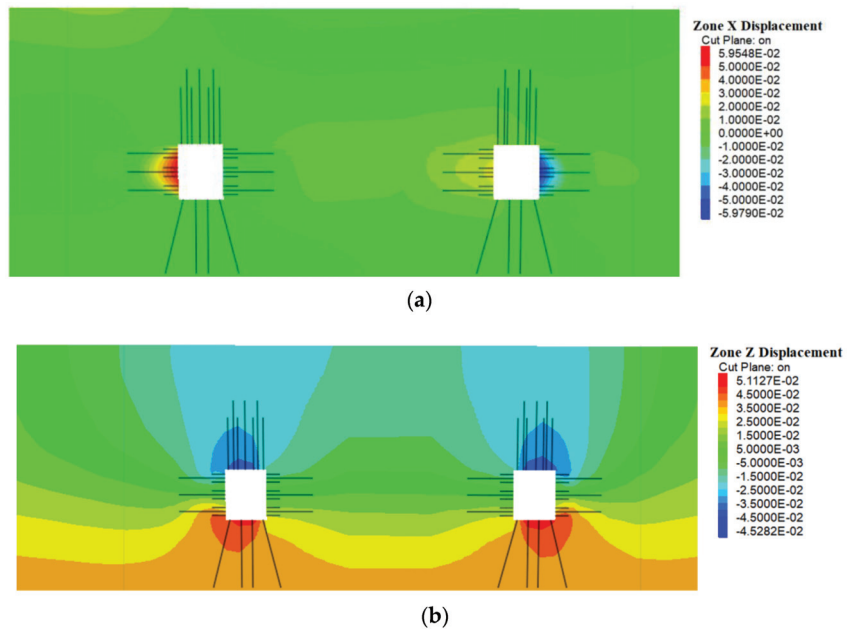 Zone X Displacement
Cut Plane: on
5.9548E-02
5.0000E-02
4.0000E-02
3.0000E-02
2.0000E-02
1.0000E-02
0.0000E+00
-1.0000E-02
-2.0000E-02
-3.0000E-02
-4.0000E-02
-5.0000E-02
-5.9790E-02
(a)
Zone Z Displacement
Cut Plane: on
5.1127E-02
4.5000E-02
3.5000E-02
2.5000E-02
1.5000E-02
5.0000E-03
-5.0000E-03
-1.5000E-02
-2.5000E-02
-3.5000E-02
-4.5000E-02
-4.5282E-02
(b)